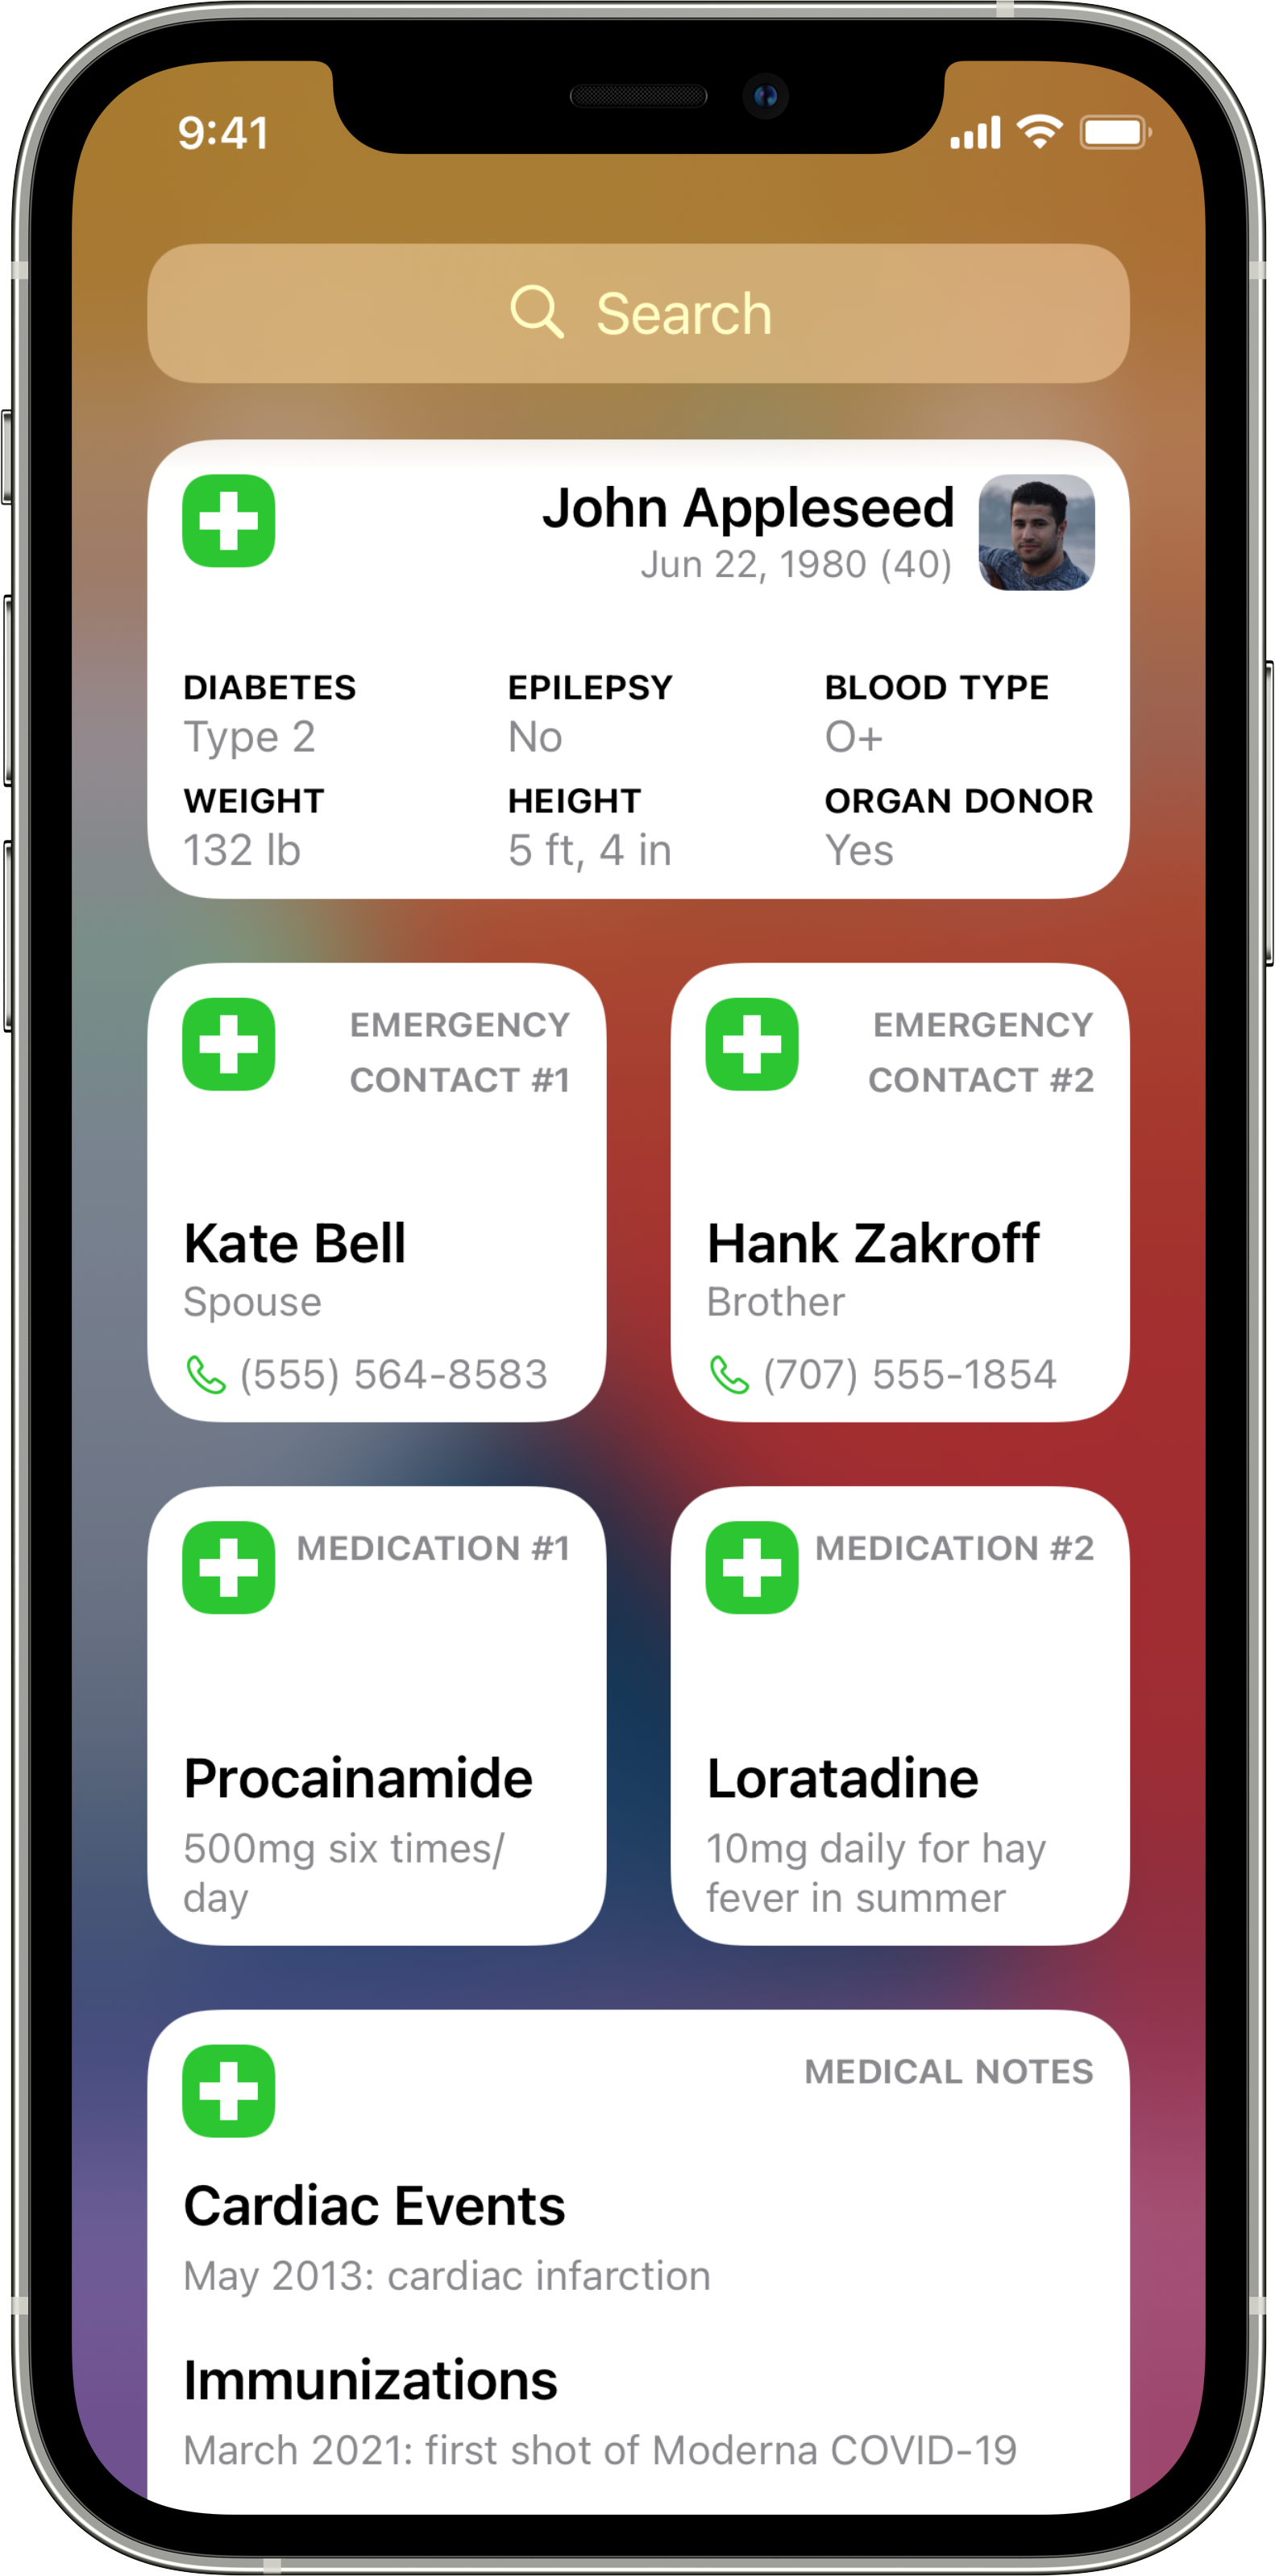 9:41
Search
John Appleseed
Jun 22, 1980 (40)
DIABETES EPILEPSY BLOOD TYPE
Type 2 No O+
WEIGHT HEIGHT ORGAN DONOR
132 lb 5 ft, 4 in Yes
EMERGENCY
CONTACT #1
Kate Bell
Spouse
(555) 564-8583
EMERGENCY
CONTACT #2
Hank Zakroff
Brother
(707) 555-1854
MEDICATION #1
Procainamide
500mg six times/
day
MEDICATION #2
Loratadine
10mg daily for hay
fever in summer
MEDICAL NOTES
Cardiac Events
May 2013: cardiac infarction
Immunizations
March 2021: first shot of Moderna COVID-19